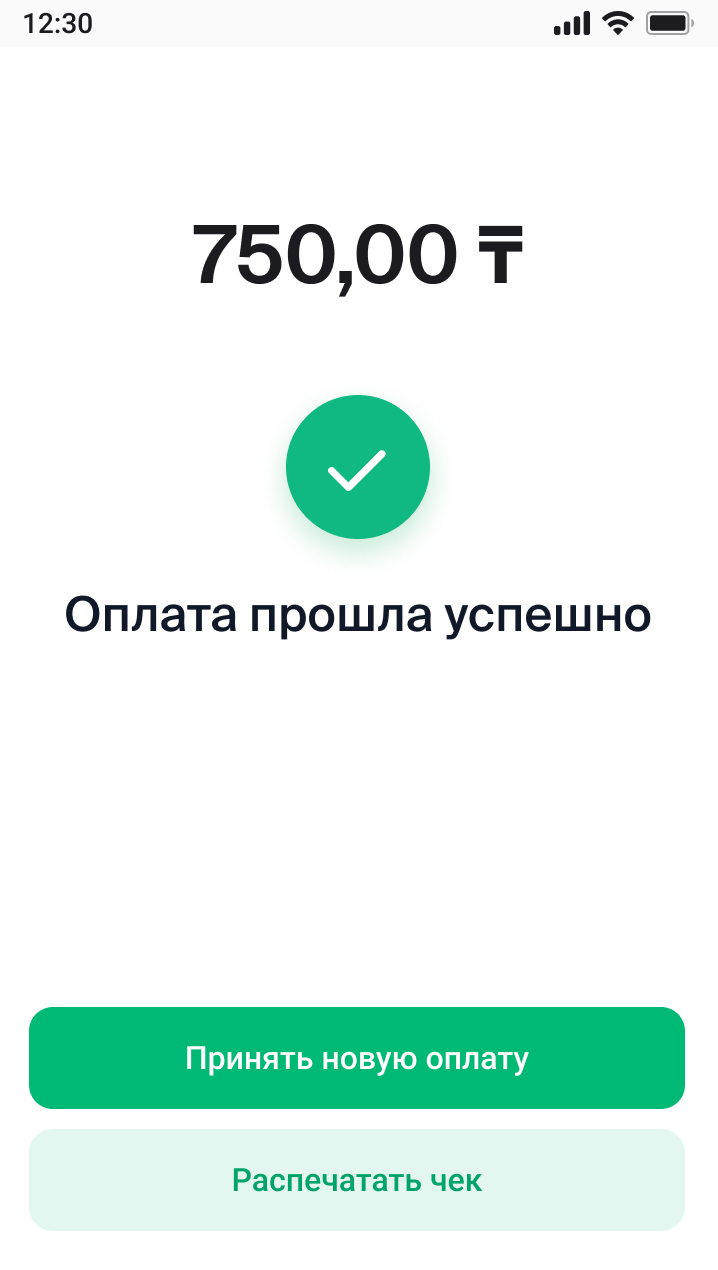 12:30
750,00 ₸
Оплата прошла успешно
Принять новую оплату
Распечатать чек